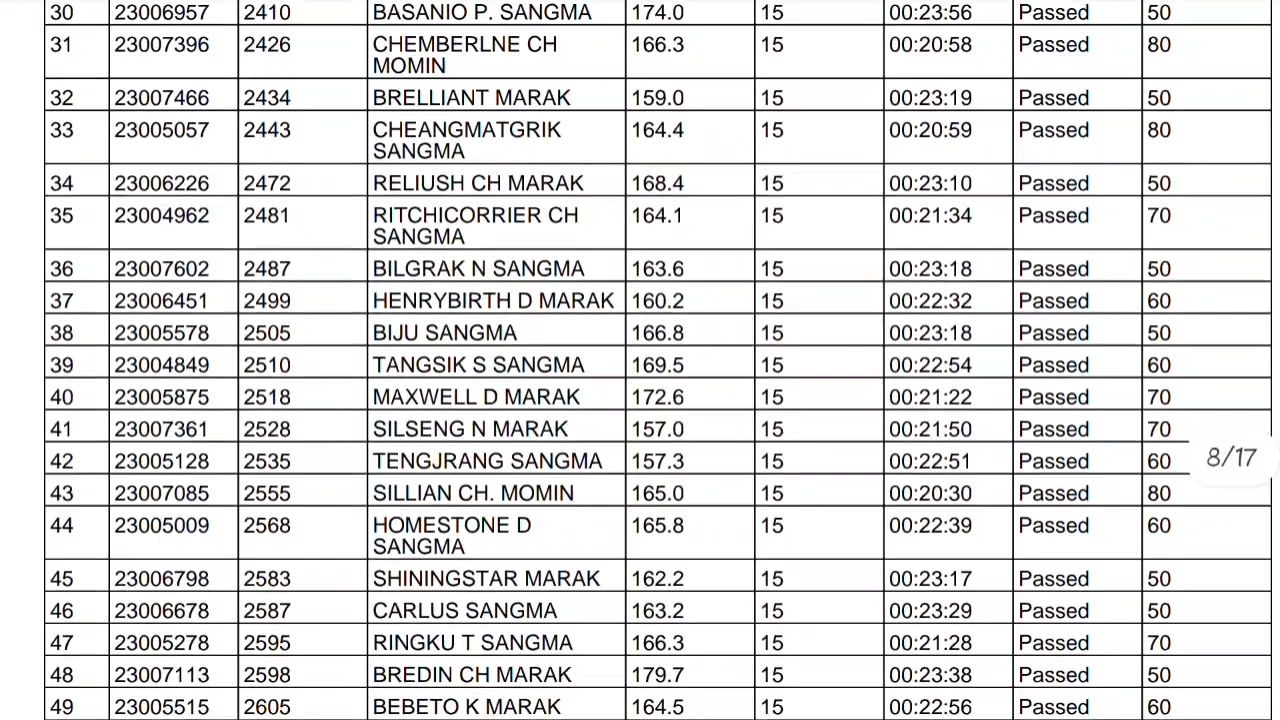 30 23006957 2410 BASANIO P. SANGMA 174.0 15 00:23:56 Passed 50
31 23007396 2426 CHEMBERLNE CH 166.3 15 00:20:58 Passed 80
MOMIN
32 23007466 2434 BRELLIANT MARAK 159.0 15 00:23:19 Passed 50
33 23005057 2443 CHEANGMATGRIK 164.4 15 00:20:59 Passed 80
SANGMA
34 23006226 2472 RELIUSH CH MARAK 168.4 15 00:23:10 Passed 50
35 23004962 2481 RITCHICORRIER CH 164.1 15 00:21:34 Passed 70
SANGMA
36 23007602 2487 BILGRAK N SANGMA 163.6 15 00:23:18 Passed 50
37 23006451 2499 HENRYBIRTH D MARAK 160.2 15 00:22:32 Passed 60
38 23005578 2505 BIJU SANGMA 166.8 15 00:23:18 Passed 50
39 23004849 2510 TANGSIK S SANGMA 169.5 15 00:22:54 Passed 60
40 23005875 2518 MAXWELL D MARAK 172.6 15 00:21:22 Passed 70
41 23007361 2528 SILSENG N MARAK 157.0 15 00:21:50 Passed 70
42 23005128 2535 TENGJRANG SANGMA 157.3 15 00:22:51 Passed 60
8/17
43 23007085 2555 SILLIAN CH. MOMIN 165.0 15 00:20:30 Passed 80
44 23005009 2568 HOMESTONE D 165.8 15 00:22:39 Passed 60
SANGMA
45 23006798 2583 SHININGSTAR MARAK 162.2 15 00:23:17 Passed 50
46 23006678 2587 CARLUS SANGMA 163.2 15 00:23:29 Passed 50
47 23005278 2595 RINGKU T SANGMA 166.3 15 00:21:28 Passed 70
48 23007113 2598 BREDIN CH MARAK 179.7 15 00:23:38 Passed 50
49 23005515 2605 BEBETO K MARAK 164.5 15 00:22:56 Passed 60